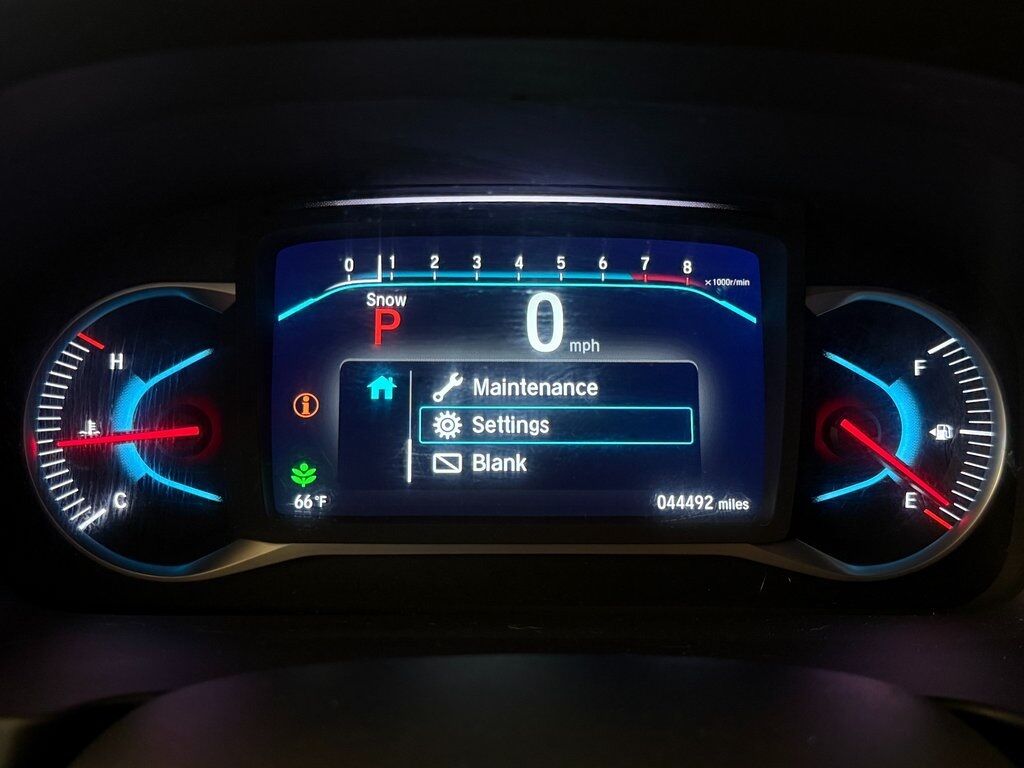 0 1 2 3 4 5 6 7 8 ×1000r/min
Snow
P 0 mph
H
C
Maintenance
Settings
Blank
i
66°F
044492 miles
F
E